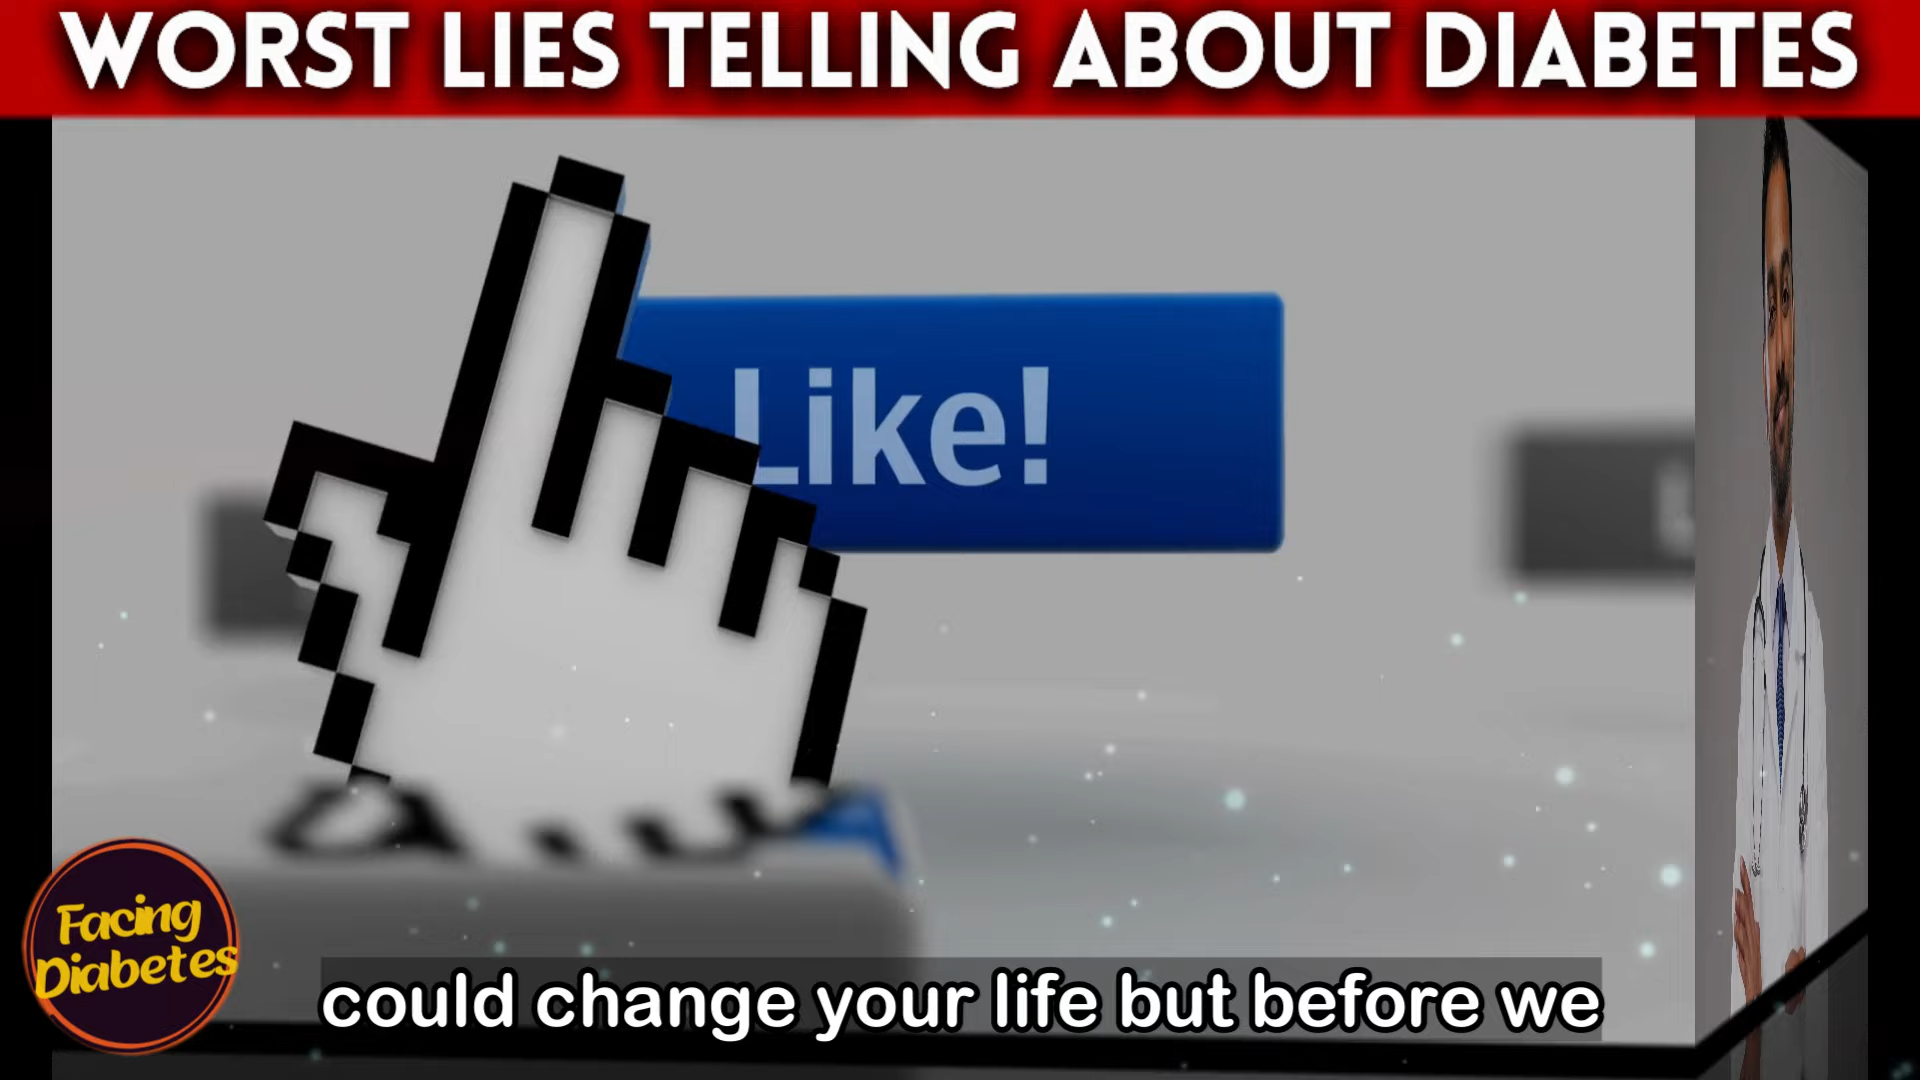 WORST LIES TELLING ABOUT DIABETES
Like!
Facing
Diabetes
could change your life but before we